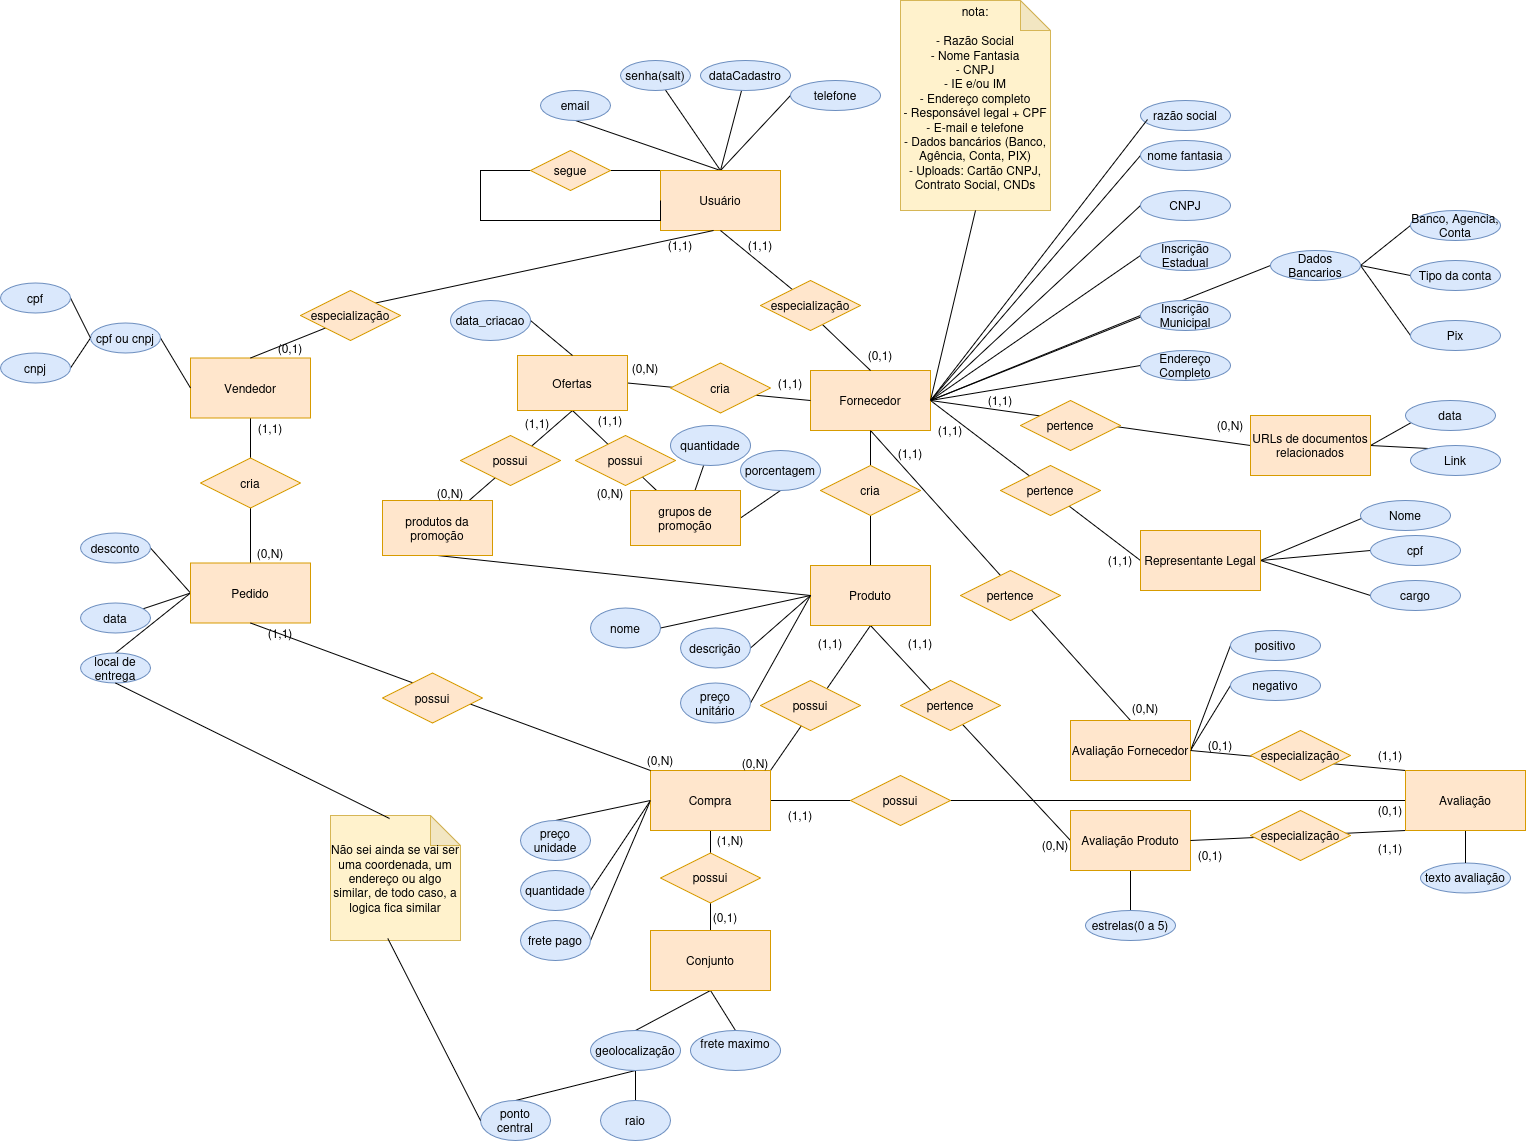 nota:
- Razão Social
- Nome Fantasia
- CNPJ
- IE e/ou IM
- Endereço completo
- Responsável legal + CPF
- E-mail e telefone
- Dados bancários (Banco,
Agência, Conta, PIX)
- Uploads: Cartão CNPJ,
Contrato Social, CNDs
senha(salt)
dataCadastro
email
telefone
razão social
nome fantasia
segue
Usuário
CNPJ
Banco, Agencia,
Conta
(1,1)
(1,1)
Inscrição
Estadual
Dados
Bancarios
Tipo da conta
cpf
especialização
especialização
data_criacao
Inscrição
Municipal
Pix
cpf ou cnpj
(0,1)
(0,1)
cnpj
Vendedor
Ofertas
(0,N)
cria
(1,1)
Fornecedor
Endereço
Completo
(1,1)
(1,1)
(1,1)
(1,1)
(1,1)
pertence
(0,N)
URLs de documentos
relacionados
data
Link
quantidade
(1,1)
possui
possui
porcentagem
cria
cria
pertence
(0,N)
(0,N)
produtos da
promoção
grupos de
promoção
Nome
desconto
(0,N)
(1,1)
Representante Legal
cpf
Pedido
Produto
pertence
cargo
data
(1,1)
nome
descrição
(1,1)
(1,1)
positivo
local de
entrega
negativo
possui
preço
unitário
possui
pertence
(0,N)
Avaliação Fornecedor
(0,1)
especialização
(1,1)
(0,N)
(0,N)
Compra
(1,1)
possui
(0,1)
Avaliação
preço
unidade
(1,N)
(0,N)
Avaliação Produto
(0,1)
especialização
(1,1)
Não sei ainda se vai ser
uma coordenada, um
endereço ou algo
similar, de todo caso, a
logica fica similar
quantidade
possui
texto avaliação
frete pago
(0,1)
estrelas(0 a 5)
Conjunto
geolocalização
frete maximo
ponto
central
raio